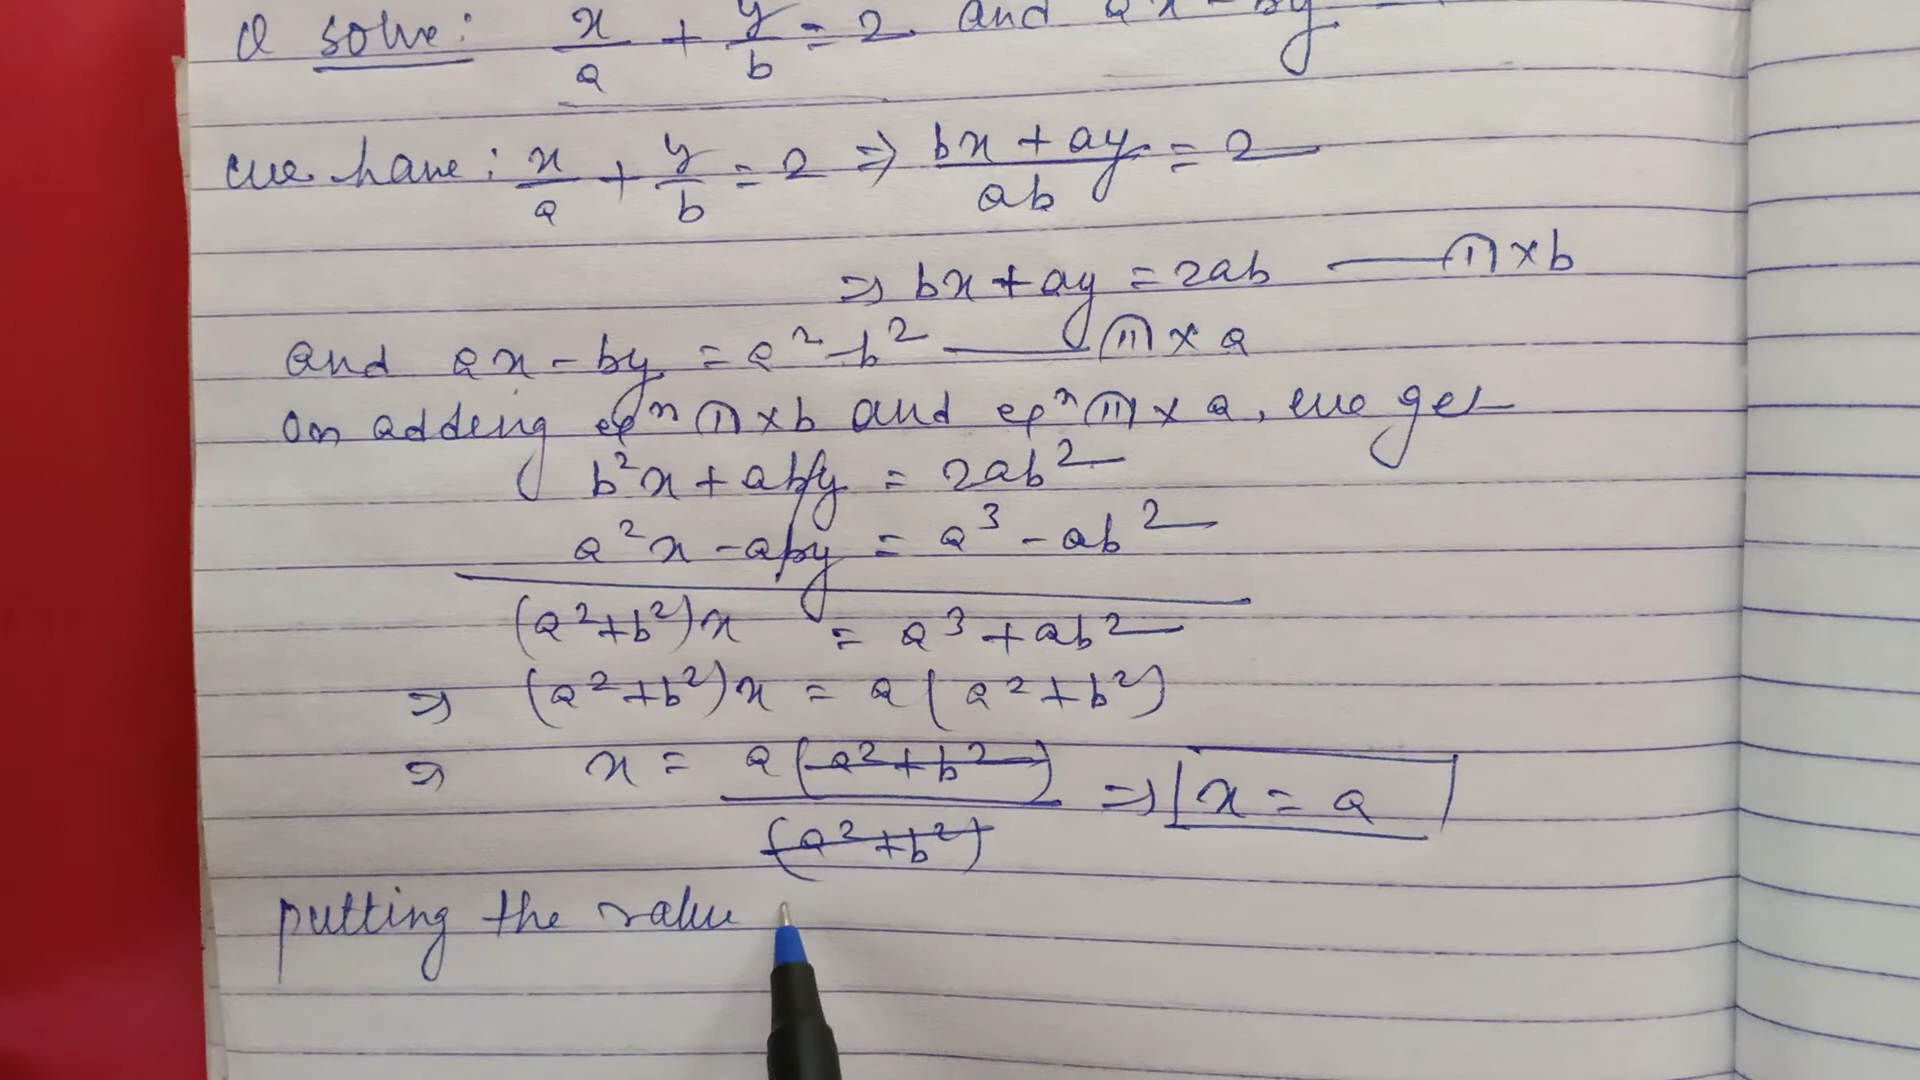 Q Solve: x/a + y/b = 2 and ax - by
we have: x/a + y/b = 2 ⇒ (bx + ay)/ab = 2
⇒ bx + ay = 2ab —— (i) × b
and ax - by = a² - b² —— (ii) × a
On adding eqⁿ (i) × b and eqⁿ (ii) × a, we get
b²x + aby = 2ab²
a²x - aby = a³ - ab²
(a² + b²)x = a³ + ab²
⇒ (a² + b²)x = a(a² + b²)
⇒ x = a(a² + b²)/(a² + b²) ⇒ x = a
putting the value